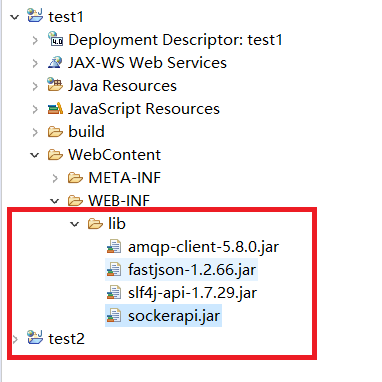 test1
Deployment Descriptor: test1
JAX-WS Web Services
Java Resources
JavaScript Resources
build
WebContent
META-INF
WEB-INF
lib
amqp-client-5.8.0.jar
fastjson-1.2.66.jar
slf4j-api-1.7.29.jar
sockerapi.jar
test2